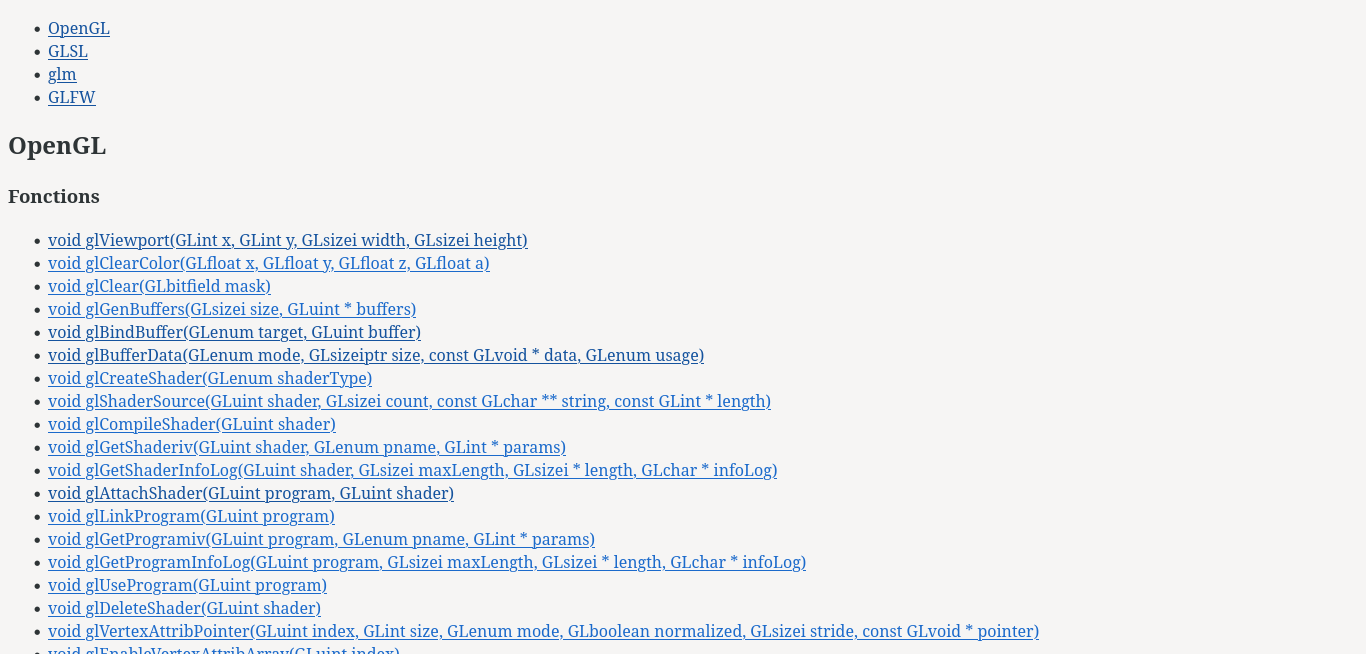 OpenGL
GLSL
glm
GLFW
OpenGL
Fonctions
void glViewport(GLint x, GLint y, GLsizei width, GLsizei height)
void glClearColor(GLfloat x, GLfloat y, GLfloat z, GLfloat a)
void glClear(GLbitfield mask)
void glGenBuffers(GLsizei size, GLuint * buffers)
void glBindBuffer(GLenum target, GLuint buffer)
void glBufferData(GLenum mode, GLsizeiptr size, const GLvoid * data, GLenum usage)
void glCreateShader(GLenum shaderType)
void glShaderSource(GLuint shader, GLsizei count, const GLchar ** string, const GLint * length)
void glCompileShader(GLuint shader)
void glGetShaderiv(GLuint shader, GLenum pname, GLint * params)
void glGetShaderInfoLog(GLuint shader, GLsizei maxLength, GLsizei * length, GLchar * infoLog)
void glAttachShader(GLuint program, GLuint shader)
void glLinkProgram(GLuint program)
void glGetProgramiv(GLuint program, GLenum pname, GLint * params)
void glGetProgramInfoLog(GLuint program, GLsizei maxLength, GLsizei * length, GLchar * infoLog)
void glUseProgram(GLuint program)
void glDeleteShader(GLuint shader)
void glVertexAttribPointer(GLuint index, GLint size, GLenum mode, GLboolean normalized, GLsizei stride, const GLvoid * pointer)
void glEnableVertexAttribArray(GLuint index)